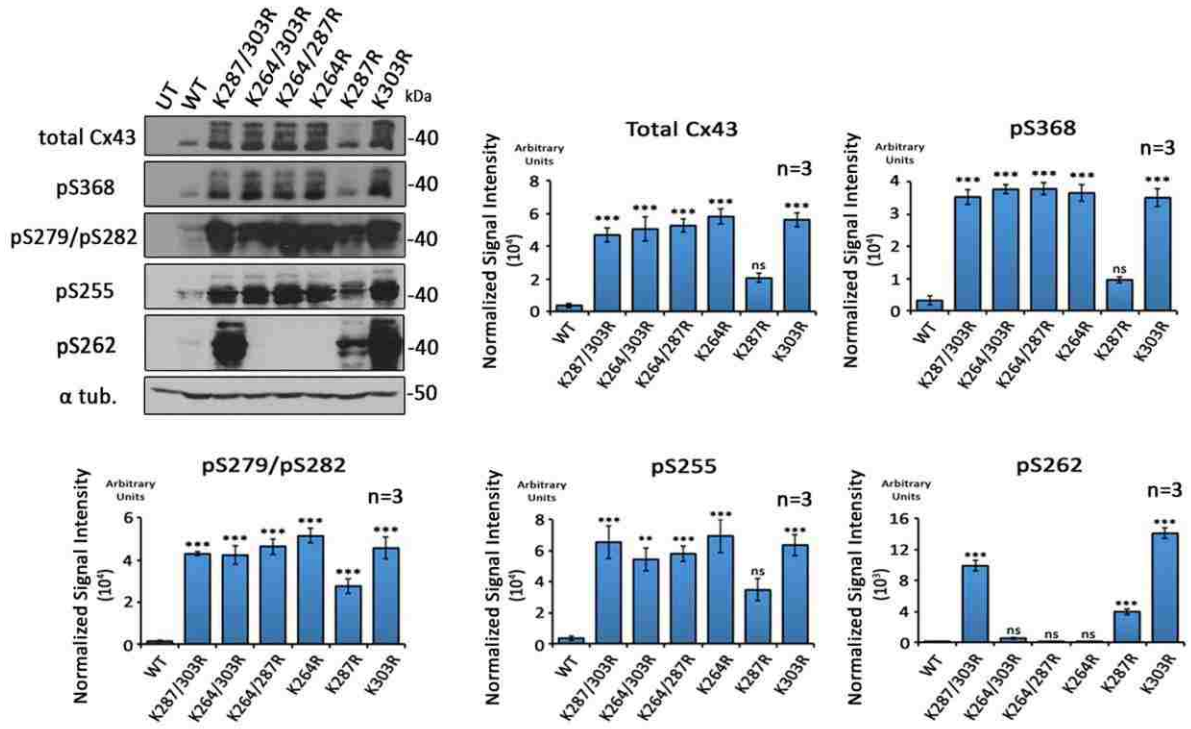 UT WT K287/303R K264/303R K264/287R K264R K287R K303R kDa
total Cx43 -40
pS368 -40
pS279/pS282 -40
pS255 -40
pS262 -40
α tub. -50
Total Cx43
Arbitrary
Units
n=3
Normalized Signal Intensity
(10⁴)
8
6
4
2
0
*** *** *** *** ns ***
WT K287/303R K264/303R K264/287R K264R K287R K303R
pS368
Arbitrary
Units
n=3
Normalized Signal Intensity
(10⁴)
4
3
2
1
0
*** *** *** *** ns ***
WT K287/303R K264/303R K264/287R K264R K287R K303R
pS279/pS282
Arbitrary
Units
n=3
Normalized Signal Intensity
(10⁴)
6
4
2
0
*** *** *** *** *** ***
WT K287/303R K264/303R K264/287R K264R K287R K303R
pS255
Arbitrary
Units
n=3
Normalized Signal Intensity
(10⁴)
8
6
4
2
0
*** ** *** *** ns ***
WT K287/303R K264/303R K264/287R K264R K287R K303R
pS262
Arbitrary
Units
n=3
Normalized Signal Intensity
(10³)
16
12
8
4
0
*** ns ns ns *** ***
WT K287/303R K264/303R K264/287R K264R K287R K303R